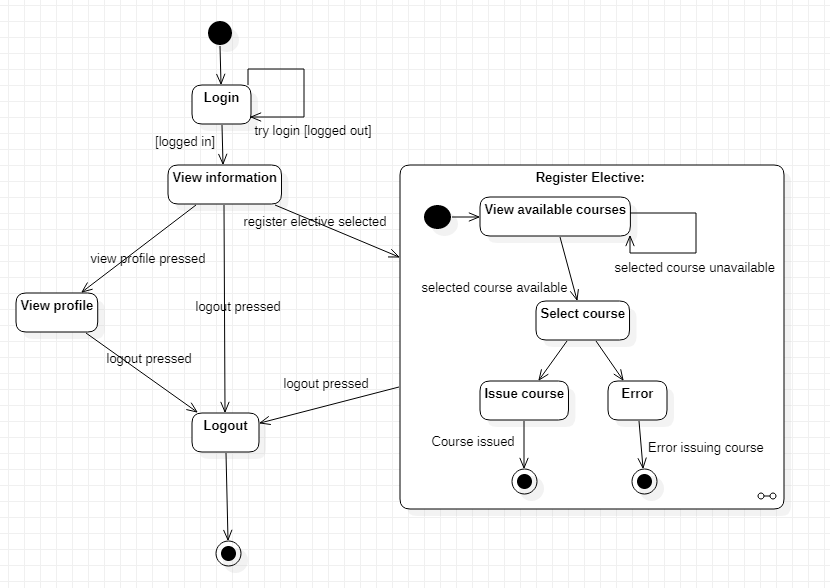 Login
try login [logged out]
[logged in]
View information
Register Elective:
View available courses
register elective selected
view profile pressed
selected course unavailable
selected course available
View profile
logout pressed
Select course
logout pressed
logout pressed
Issue course
Error
Logout
Course issued
Error issuing course